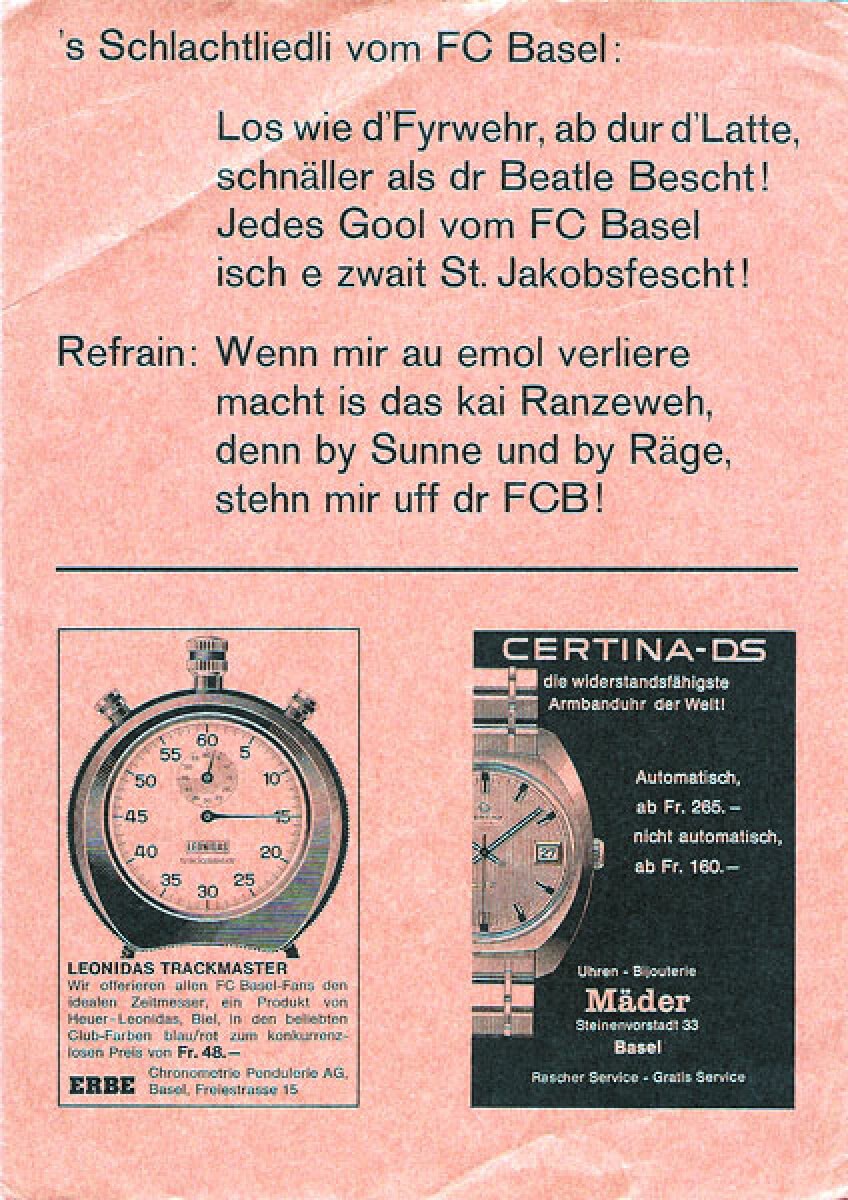 's Schlachtliedli vom FC Basel:
Los wie d'Fyrwehr, ab dur d'Latte,
schnäller als dr Beatle Bescht!
Jedes Gool vom FC Basel
isch e zwait St. Jakobsfescht!
Refrain: Wenn mir au emol verliere
macht is das kai Ranzeweh,
denn by Sunne und by Räge,
stehn mir uff dr FCB!
60
55 5
50 10
45 15
LEONIDAS
40 20
35 25
30
LEONIDAS TRACKMASTER
Wir offerieren allen FC Basel-Fans den
idealen Zeitmesser, ein Produkt von
Heuer-Leonidas, Biel, in den beliebten
Club-Farben blau/rot zum konkurrenz-
losen Preis von Fr. 48.—
ERBE Chronometrie Pendulerie AG,
Basel, Freiestrasse 15
CERTINA-DS
die widerstandsfähigste
Armbanduhr der Welt!
Automatisch,
ab Fr. 265.—
nicht automatisch,
ab Fr. 160.—
27
Uhren - Bijouterie
Mäder
Steinenvorstadt 33
Basel
Rascher Service - Gratis Service